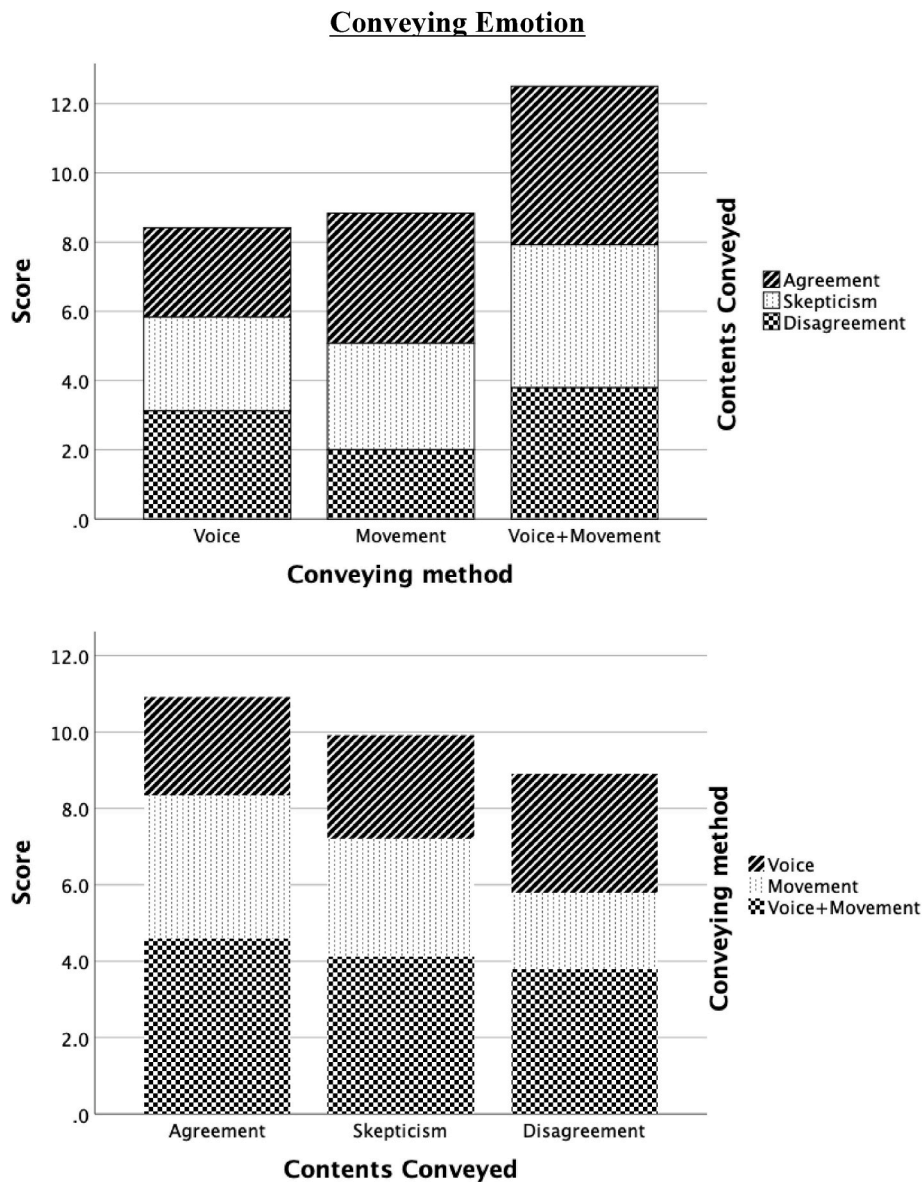 Conveying Emotion
12.0
10.0
8.0
6.0
4.0
2.0
.0
Score
Voice
Movement
Voice+Movement
Conveying method
Contents Conveyed
Agreement
Skepticism
Disagreement
12.0
10.0
8.0
6.0
4.0
2.0
.0
Score
Agreement
Skepticism
Disagreement
Contents Conveyed
Conveying method
Voice
Movement
Voice+Movement